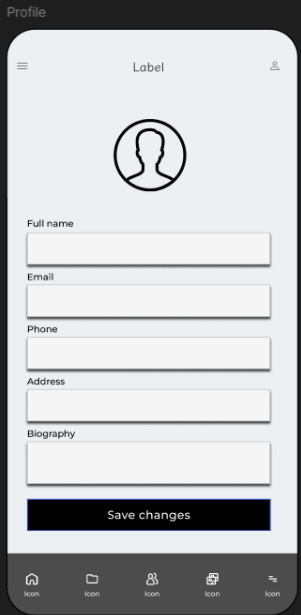 Profile
Label
Full name
Email
Phone
Address
Biography
Save changes
Icon Icon Icon Icon Icon